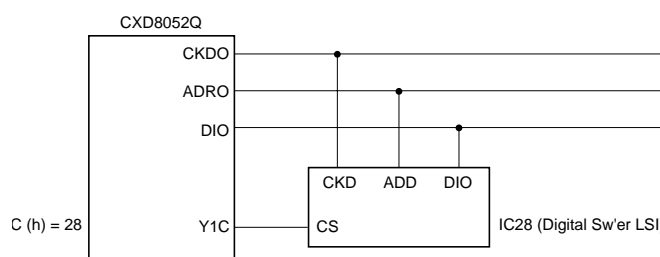 CXD8052Q
CKDO
ADRO
DIO
CKD ADD DIO
C (h) = 28 Y1C CS IC28 (Digital Sw'er LSI